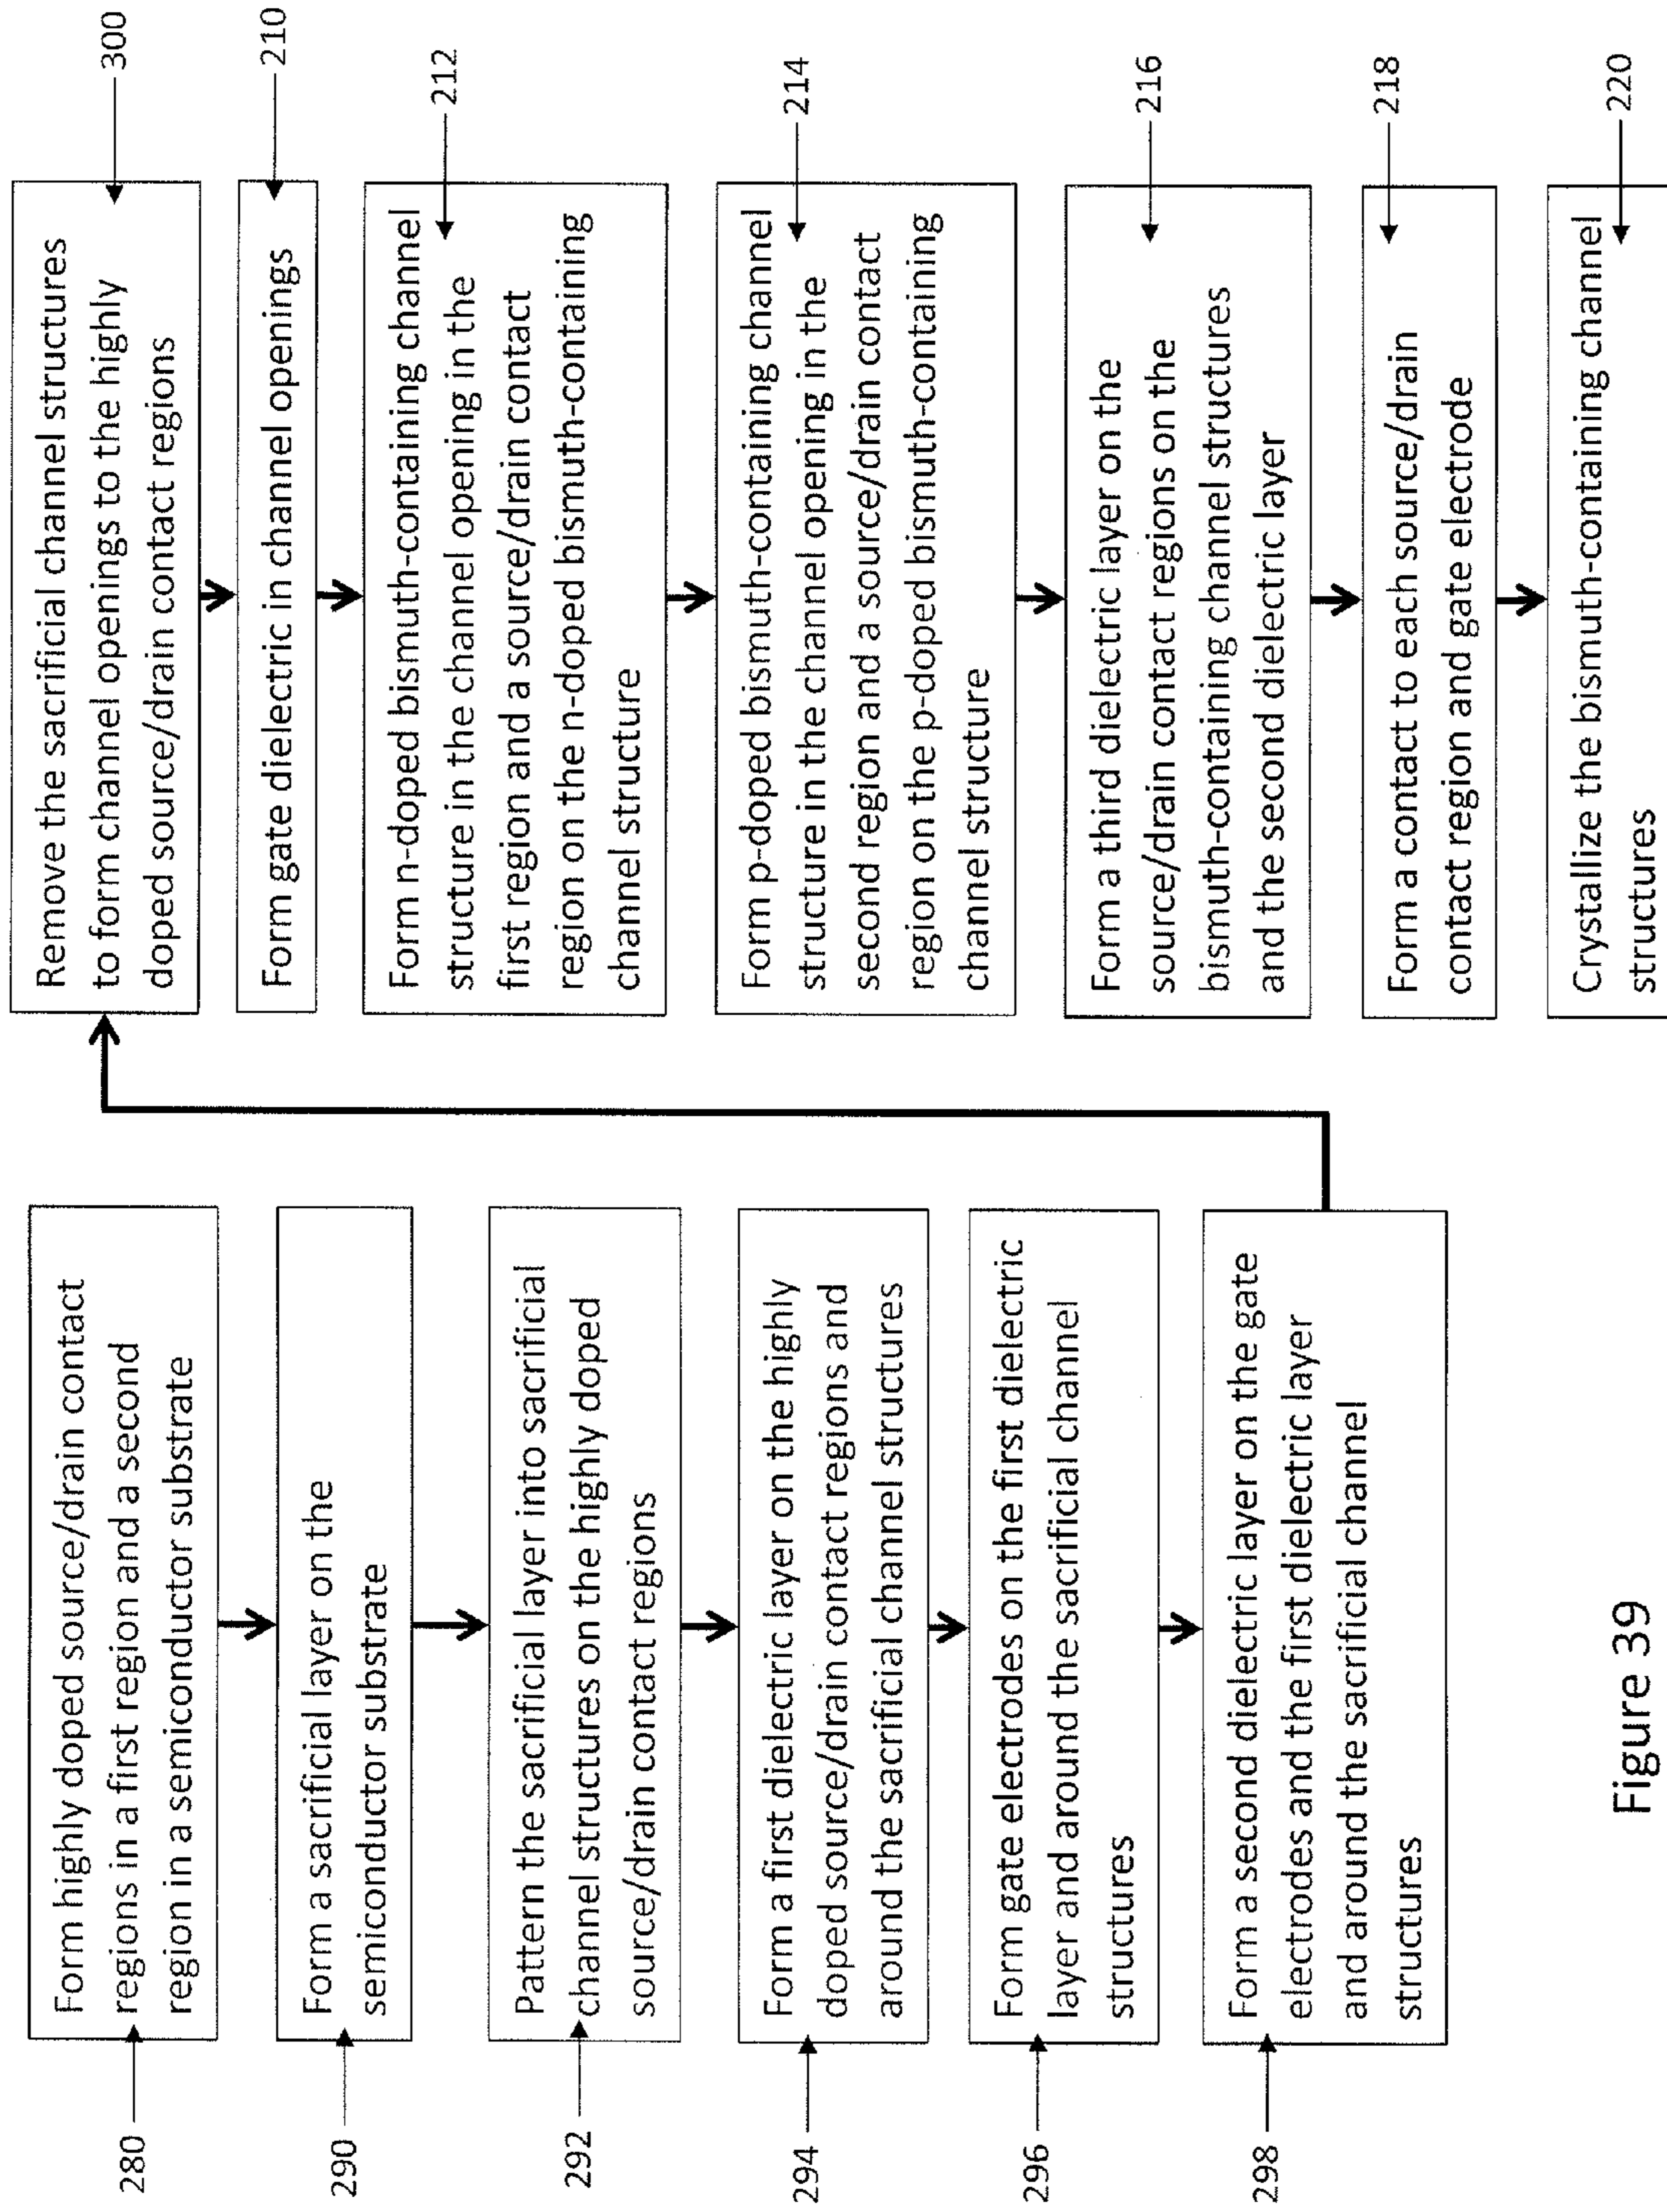 280
Form highly doped source/drain contact
regions in a first region and a second
region in a semiconductor substrate
290
Form a sacrificial layer on the
semiconductor substrate
292
Pattern the sacrificial layer into sacrificial
channel structures on the highly doped
source/drain contact regions
294
Form a first dielectric layer on the highly
doped source/drain contact regions and
around the sacrificial channel structures
296
Form gate electrodes on the first dielectric
layer and around the sacrificial channel
structures
298
Form a second dielectric layer on the gate
electrodes and the first dielectric layer
and around the sacrificial channel
structures
Remove the sacrificial channel structures
to form channel openings to the highly
doped source/drain contact regions
300
Form gate dielectric in channel openings
210
Form n-doped bismuth-containing channel
structure in the channel opening in the
first region and a source/drain contact
region on the n-doped bismuth-containing
channel structure
212
Form p-doped bismuth-containing channel
structure in the channel opening in the
second region and a source/drain contact
region on the p-doped bismuth-containing
channel structure
214
Form a third dielectric layer on the
source/drain contact regions on the
bismuth-containing channel structures
and the second dielectric layer
216
Form a contact to each source/drain
contact region and gate electrode
218
Crystallize the bismuth-containing channel
structures
220
Figure 39